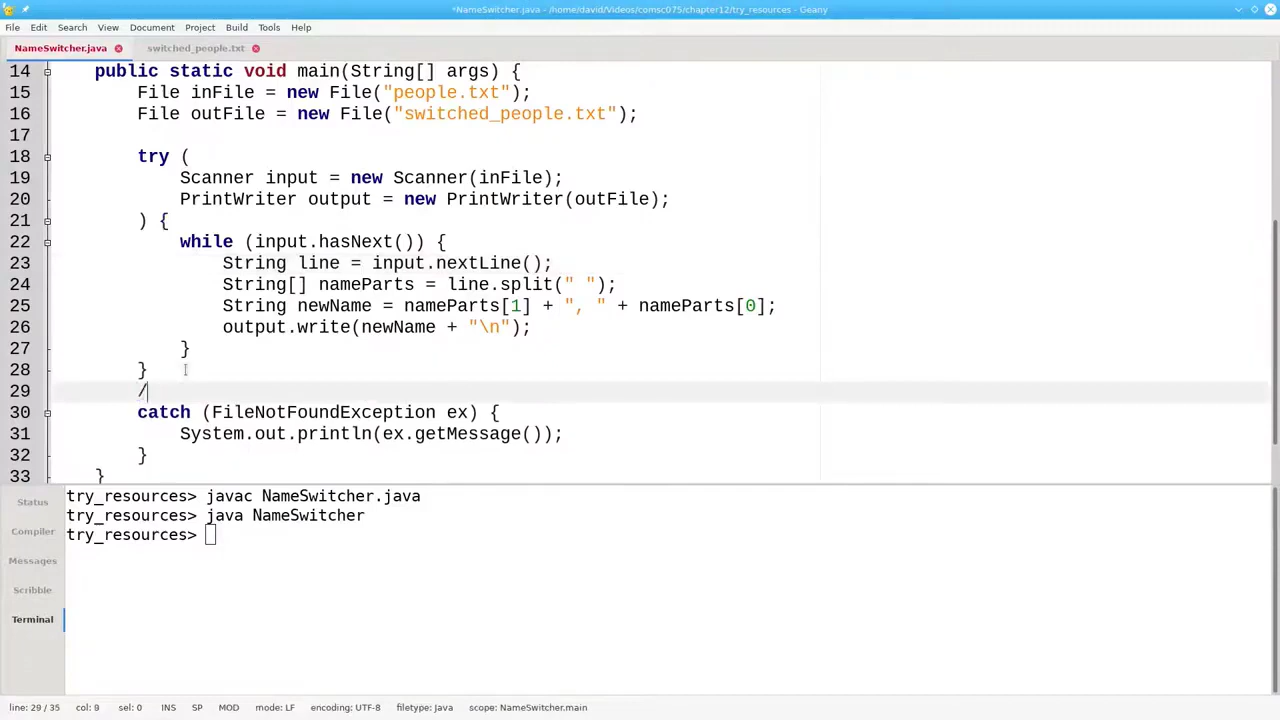 *NameSwitcher.java - /home/david/Videos/comsc075/chapter12/try_resources - Geany
File Edit Search View Document Project Build Tools Help
NameSwitcher.java switched_people.txt
14 public static void main(String[] args) {
15 File inFile = new File("people.txt");
16 File outFile = new File("switched_people.txt");
17
18 try (
19 Scanner input = new Scanner(inFile);
20 PrintWriter output = new PrintWriter(outFile);
21 ) {
22 while (input.hasNext()) {
23 String line = input.nextLine();
24 String[] nameParts = line.split(" ");
25 String newName = nameParts[1] + ", " + nameParts[0];
26 output.write(newName + "\n");
27 }
28 }
29 /
30 catch (FileNotFoundException ex) {
31 System.out.println(ex.getMessage());
32 }
33 }
Status
Compiler
Messages
Scribble
Terminal
try_resources> javac NameSwitcher.java
try_resources> java NameSwitcher
try_resources>
line: 29 / 35 col: 9 sel: 0 INS SP MOD mode: LF encoding: UTF-8 filetype: Java scope: NameSwitcher.main